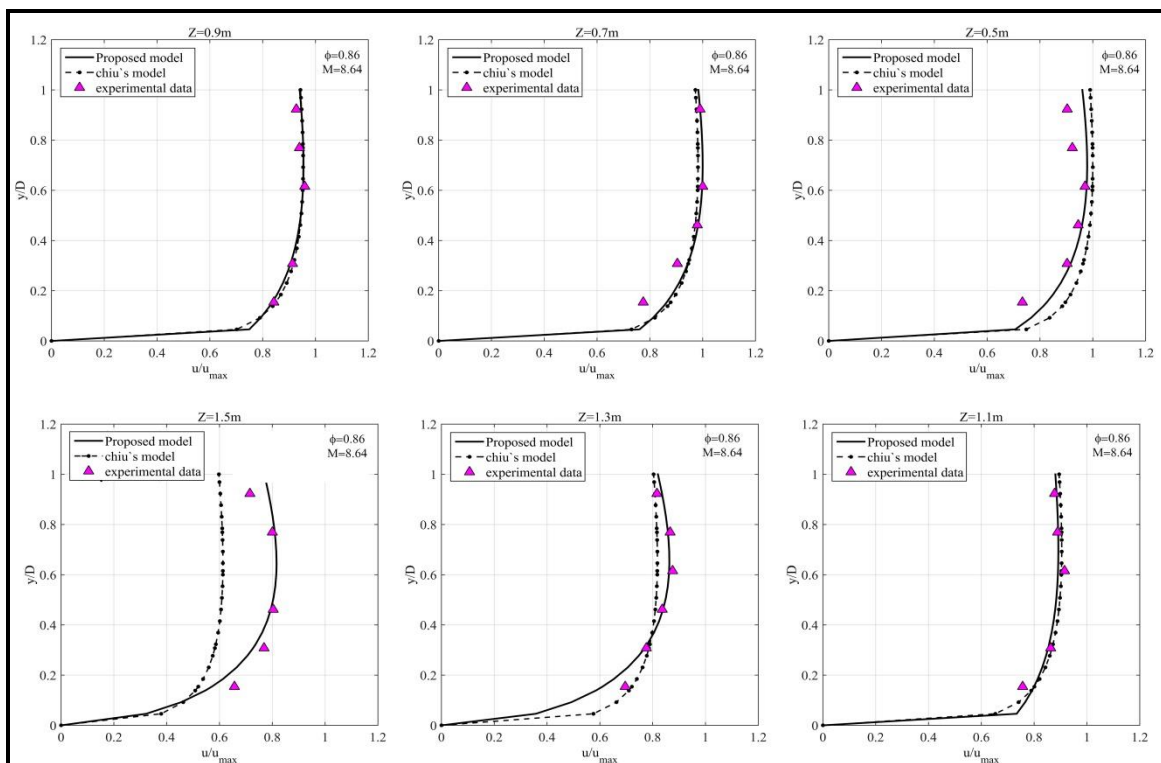 Z=0.9m
Proposed model
chiu`s model
experimental data
ϕ=0.86
M=8.64
1.2
1
0.8
0.6
0.4
0.2
0
y/D
0 0.2 0.4 0.6 0.8 1 1.2
u/u_max
Z=0.7m
Proposed model
chiu`s model
experimental data
ϕ=0.86
M=8.64
1.2
1
0.8
0.6
0.4
0.2
0
y/D
0 0.2 0.4 0.6 0.8 1 1.2
u/u_max
Z=0.5m
Proposed model
chiu`s model
experimental data
ϕ=0.86
M=8.64
1.2
1
0.8
0.6
0.4
0.2
0
y/D
0 0.2 0.4 0.6 0.8 1 1.2
u/u_max
Z=1.5m
Proposed model
chiu`s model
experimental data
ϕ=0.86
M=8.64
1.2
1
0.8
0.6
0.4
0.2
0
y/D
0 0.2 0.4 0.6 0.8 1 1.2
u/u_max
Z=1.3m
Proposed model
chiu`s model
experimental data
ϕ=0.86
M=8.64
1.2
1
0.8
0.6
0.4
0.2
0
y/D
0 0.2 0.4 0.6 0.8 1 1.2
u/u_max
Z=1.1m
Proposed model
chiu`s model
experimental data
ϕ=0.86
M=8.64
1.2
1
0.8
0.6
0.4
0.2
0
y/D
0 0.2 0.4 0.6 0.8 1 1.2
u/u_max